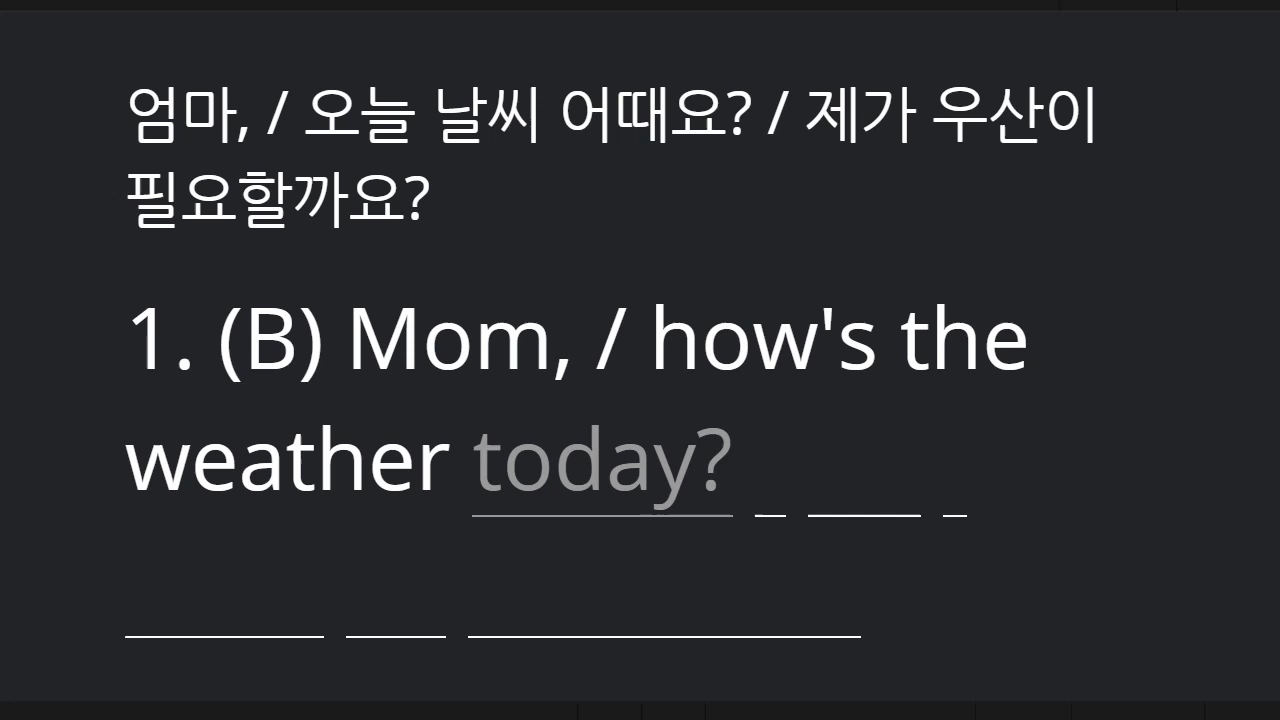 엄마, / 오늘 날씨 어때요? / 제가 우산이
필요할까요?
1. (B) Mom, / how's the
weather today?